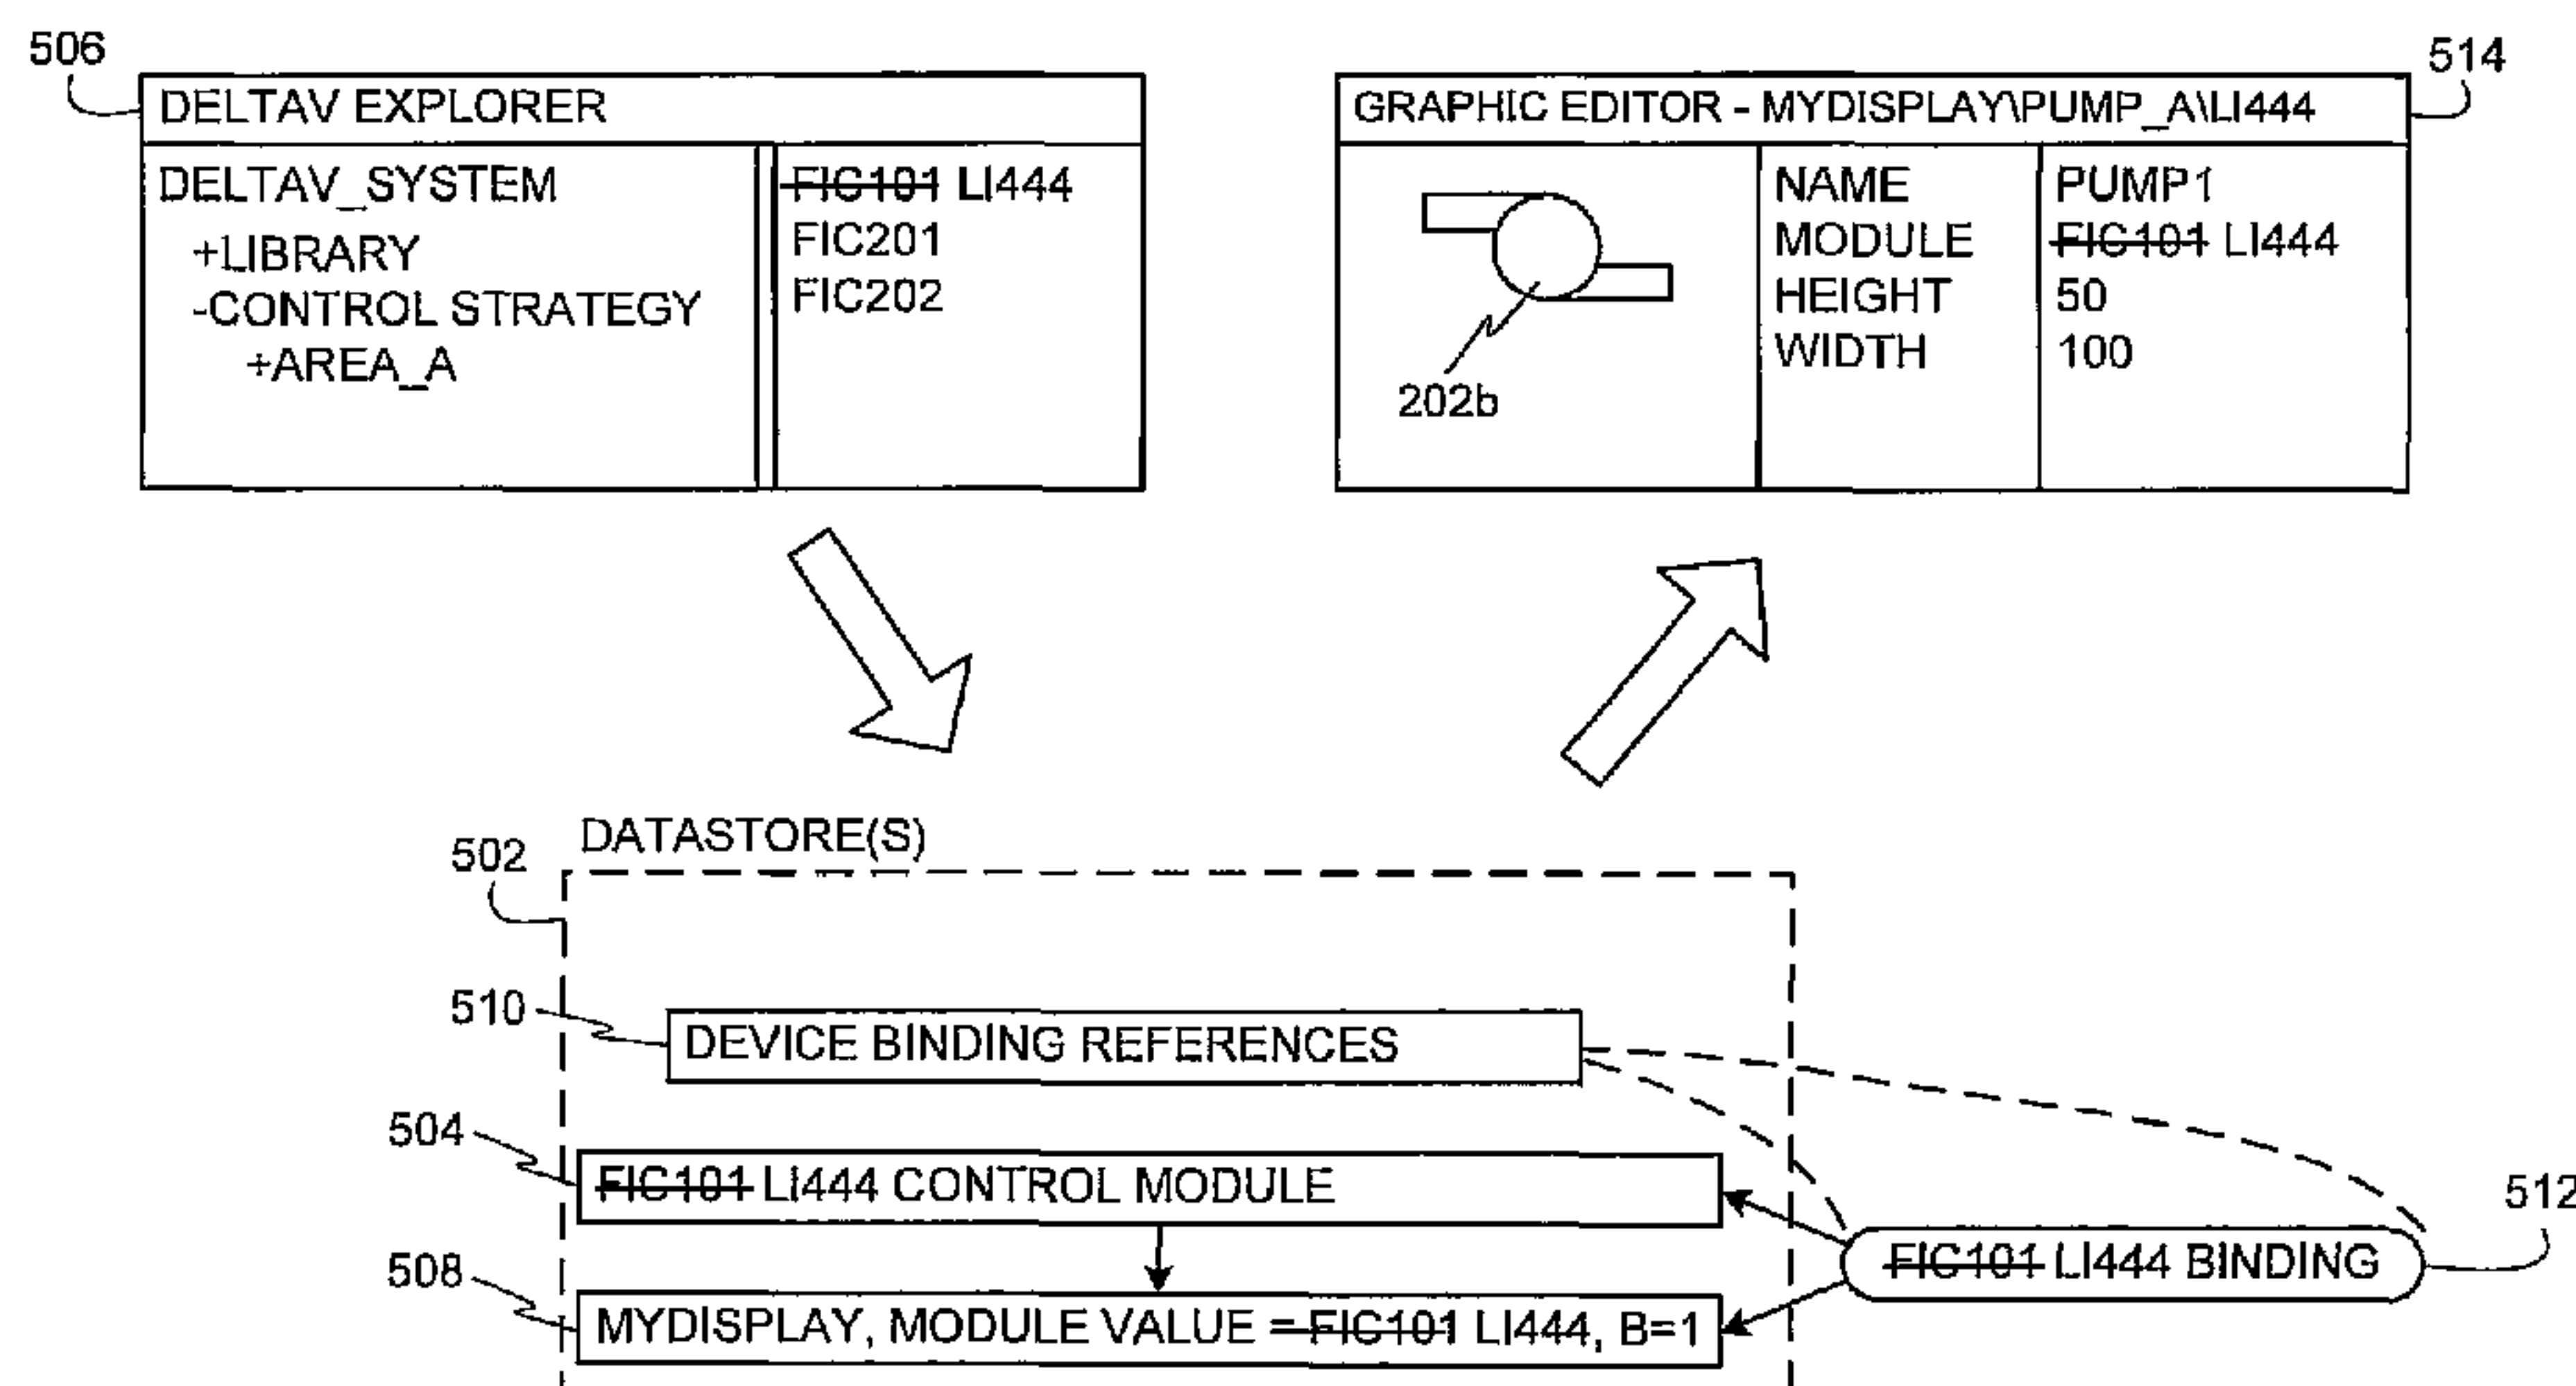 506
DELTAV EXPLORER
DELTAV_SYSTEM
+LIBRARY
-CONTROL STRATEGY
+AREA_A
FIC101 LI444
FIC201
FIC202
514
GRAPHIC EDITOR - MYDISPLAY\PUMP_A\LI444
202b
NAME PUMP1
MODULE FIC101 LI444
HEIGHT 50
WIDTH 100
DATASTORE(S)
502
510
DEVICE BINDING REFERENCES
504
FIC101 LI444 CONTROL MODULE
512
FIC101 LI444 BINDING
508
MYDISPLAY, MODULE VALUE = FIC101 LI444, B=1